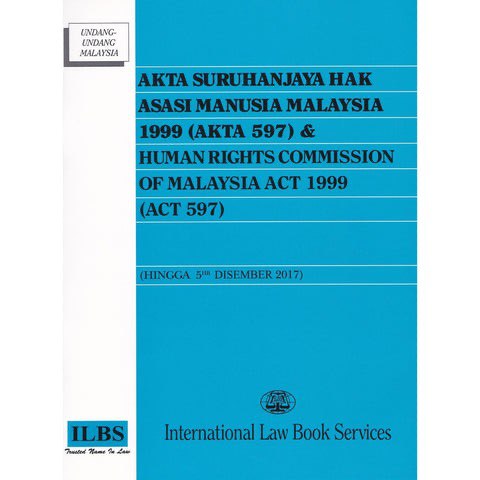 UNDANG-
UNDANG
MALAYSIA
AKTA SURUHANJAYA HAK
ASASI MANUSIA MALAYSIA
1999 (AKTA 597) &
HUMAN RIGHTS COMMISSION
OF MALAYSIA ACT 1999
(ACT 597)
(HINGGA 5TH DISEMBER 2017)
ILBS
Trusted Name In Law
International Law Book Services